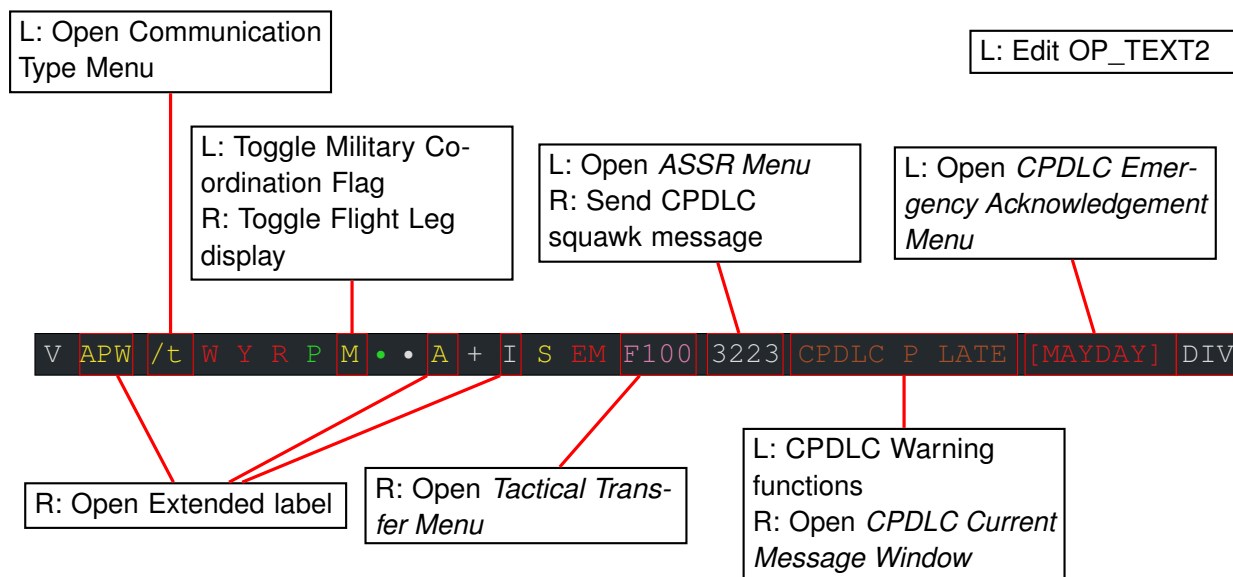 L: Open Communication
Type Menu
L: Edit OP_TEXT2
L: Toggle Military Co-
ordination Flag
R: Toggle Flight Leg
display
L: Open ASSR Menu
R: Send CPDLC
squawk message
L: Open CPDLC Emer-
gency Acknowledgement
Menu
V APW /t W Y R P M • • A + I S EM F100 3223 CPDLC P LATE [MAYDAY] DIV
R: Open Extended label
R: Open Tactical Trans-
fer Menu
L: CPDLC Warning
functions
R: Open CPDLC Current
Message Window